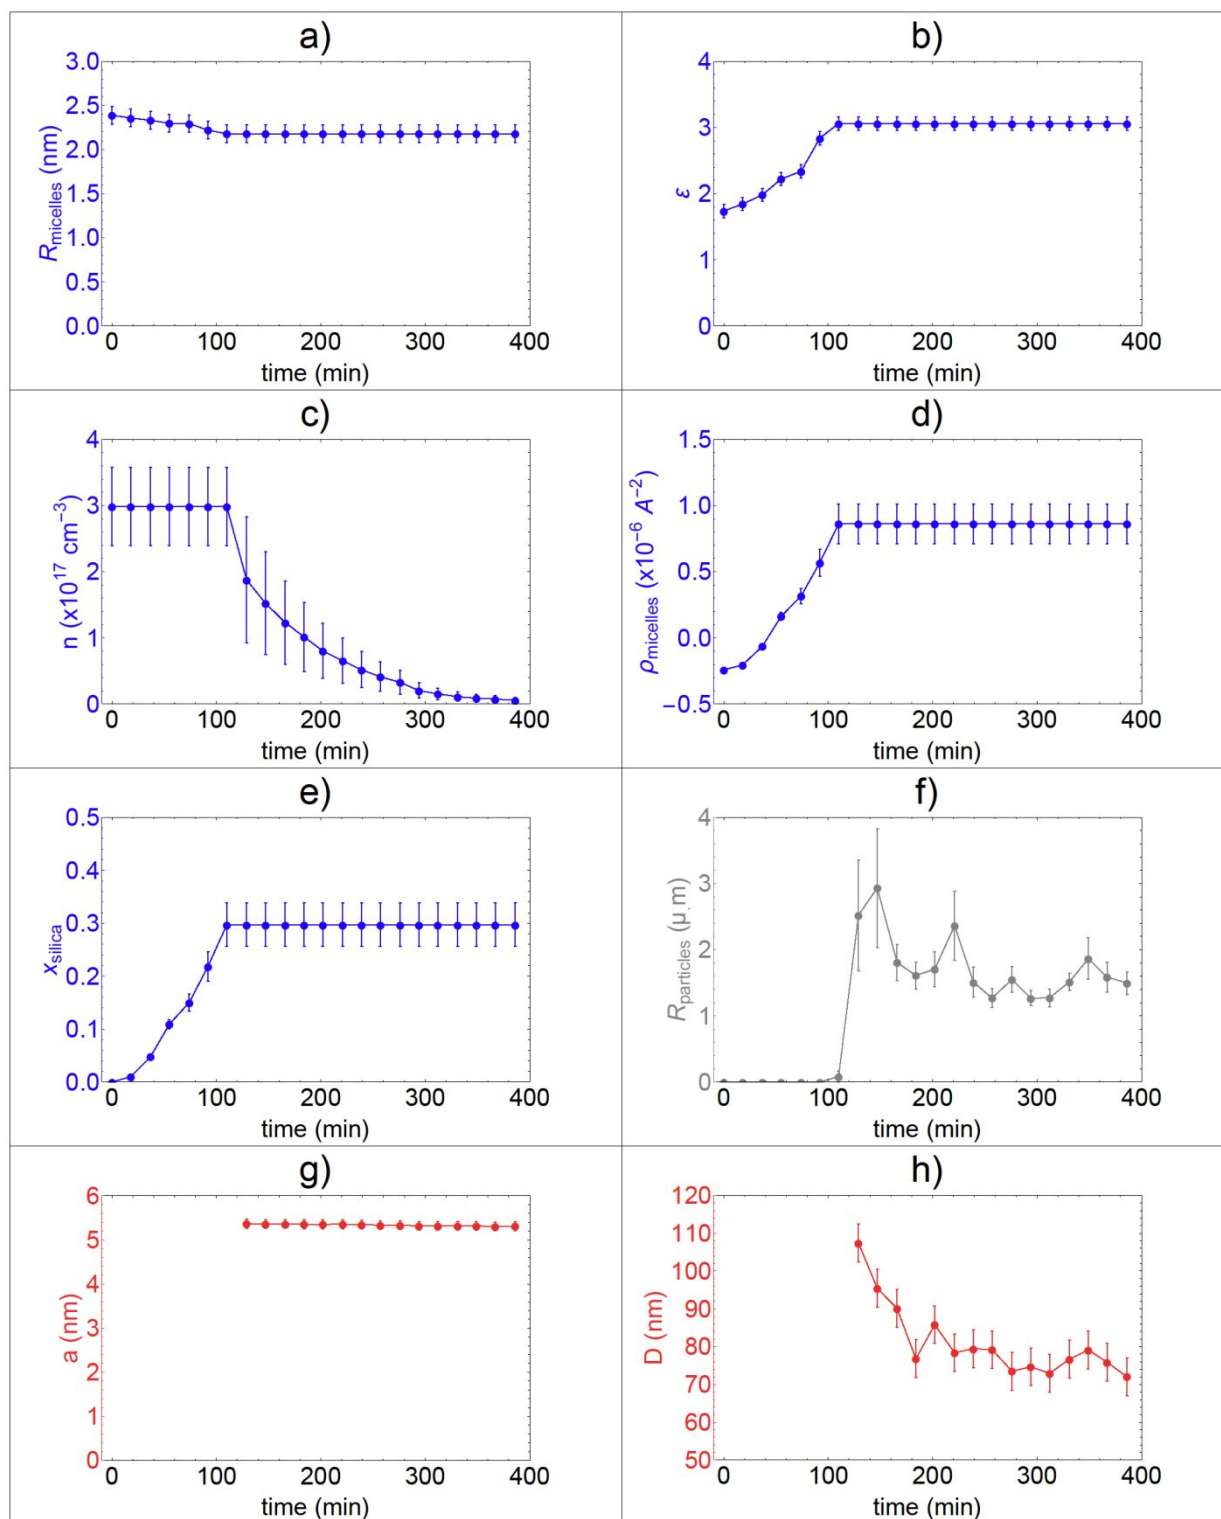 a)
3.0
2.5
2.0
1.5
1.0
0.5
0.0
R_micelles (nm)
0 100 200 300 400
time (min)
b)
4
3
2
1
0
ε
0 100 200 300 400
time (min)
c)
4
3
2
1
0
n (x10^17 cm^−3)
0 100 200 300 400
time (min)
d)
1.5
1.0
0.5
0.0
−0.5
ρ_micelles (x10^−6 A^−2)
0 100 200 300 400
time (min)
e)
0.5
0.4
0.3
0.2
0.1
0.0
x_silica
0 100 200 300 400
time (min)
f)
4
3
2
1
0
R_particles (μ.m)
0 100 200 300 400
time (min)
g)
6
5
4
3
2
1
0
a (nm)
0 100 200 300 400
time (min)
h)
120
110
100
90
80
70
60
50
D (nm)
0 100 200 300 400
time (min)